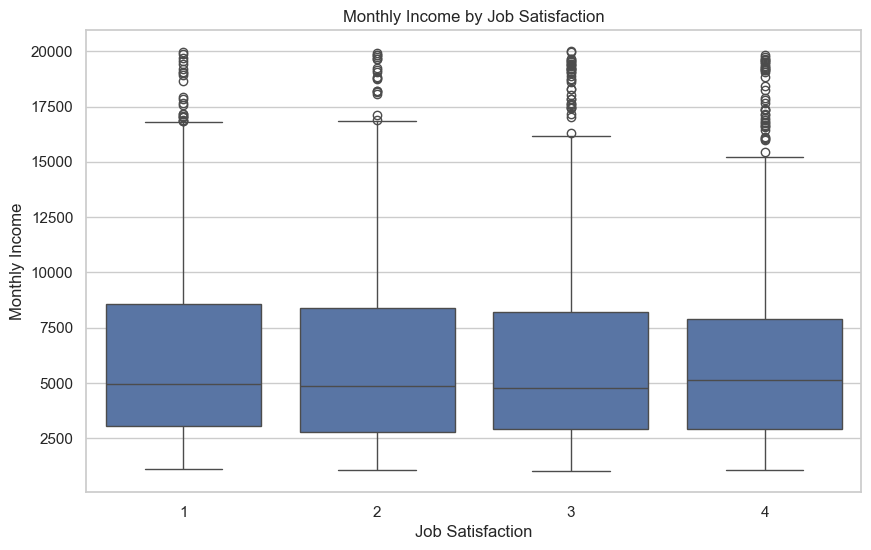 Monthly Income by Job Satisfaction
20000
17500
15000
12500
10000
7500
5000
2500
Monthly Income
1 2 3 4
Job Satisfaction